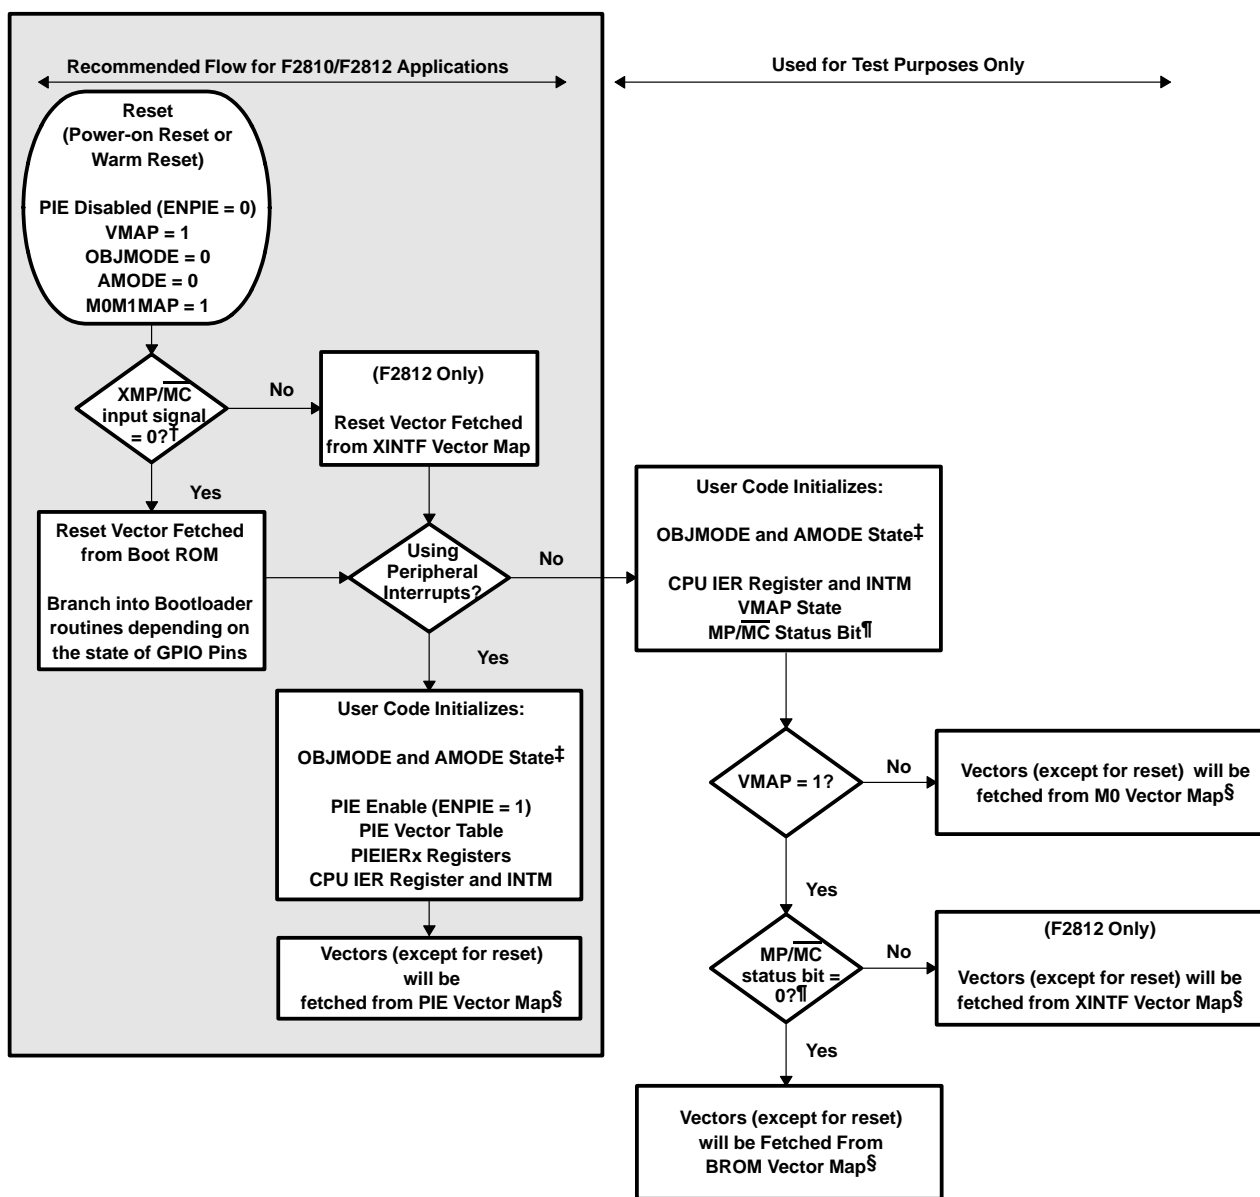 Recommended Flow for F2810/F2812 Applications
Used for Test Purposes Only
Reset
(Power-on Reset or
Warm Reset)
PIE Disabled (ENPIE = 0)
VMAP = 1
OBJMODE = 0
AMODE = 0
M0M1MAP = 1
XMP/M̅C̅
input signal
= 0?†
No
(F2812 Only)
Reset Vector Fetched
from XINTF Vector Map
Yes
Reset Vector Fetched
from Boot ROM
Branch into Bootloader
routines depending on
the state of GPIO Pins
Using
Peripheral
Interrupts?
No
User Code Initializes:
OBJMODE and AMODE State‡
CPU IER Register and INTM
VMAP State
MP/M̅C̅ Status Bit¶
Yes
User Code Initializes:
OBJMODE and AMODE State‡
PIE Enable (ENPIE = 1)
PIE Vector Table
PIEIERx Registers
CPU IER Register and INTM
Vectors (except for reset)
will be
fetched from PIE Vector Map§
VMAP = 1?
No
Vectors (except for reset) will be
fetched from M0 Vector Map§
Yes
MP/M̅C̅
status bit =
0?¶
No
(F2812 Only)
Vectors (except for reset) will be
fetched from XINTF Vector Map§
Yes
Vectors (except for reset)
will be Fetched From
BROM Vector Map§